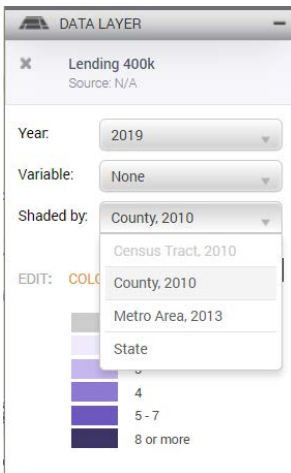 DATA LAYER
Lending 400k
Source: N/A
Year: 2019
Variable: None
Shaded by: County, 2010
Census Tract, 2010
EDIT:
County, 2010
Metro Area, 2013
State
4
5 - 7
8 or more